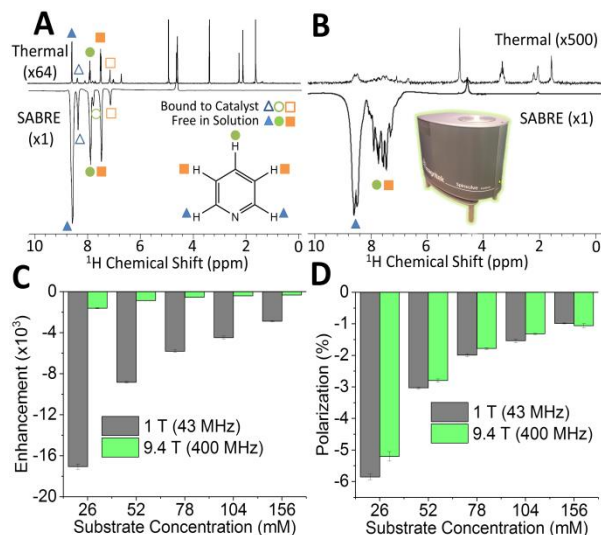 A
Thermal
(x64)
SABRE
(x1)
Bound to Catalyst
Free in Solution
H
H H
H N H
10 8 6 4 2 0
¹H Chemical Shift (ppm)
B
Thermal (x500)
SABRE (x1)
10 8 6 4 2 0
¹H Chemical Shift (ppm)
C
Enhancement (x10³)
0
-4
-8
-12
-16
-20
1 T (43 MHz)
9.4 T (400 MHz)
26 52 78 104 156
Substrate Concentration (mM)
D
Polarization (%)
0
-1
-2
-3
-4
-5
-6
1 T (43 MHz)
9.4 T (400 MHz)
26 52 78 104 156
Substrate Concentration (mM)